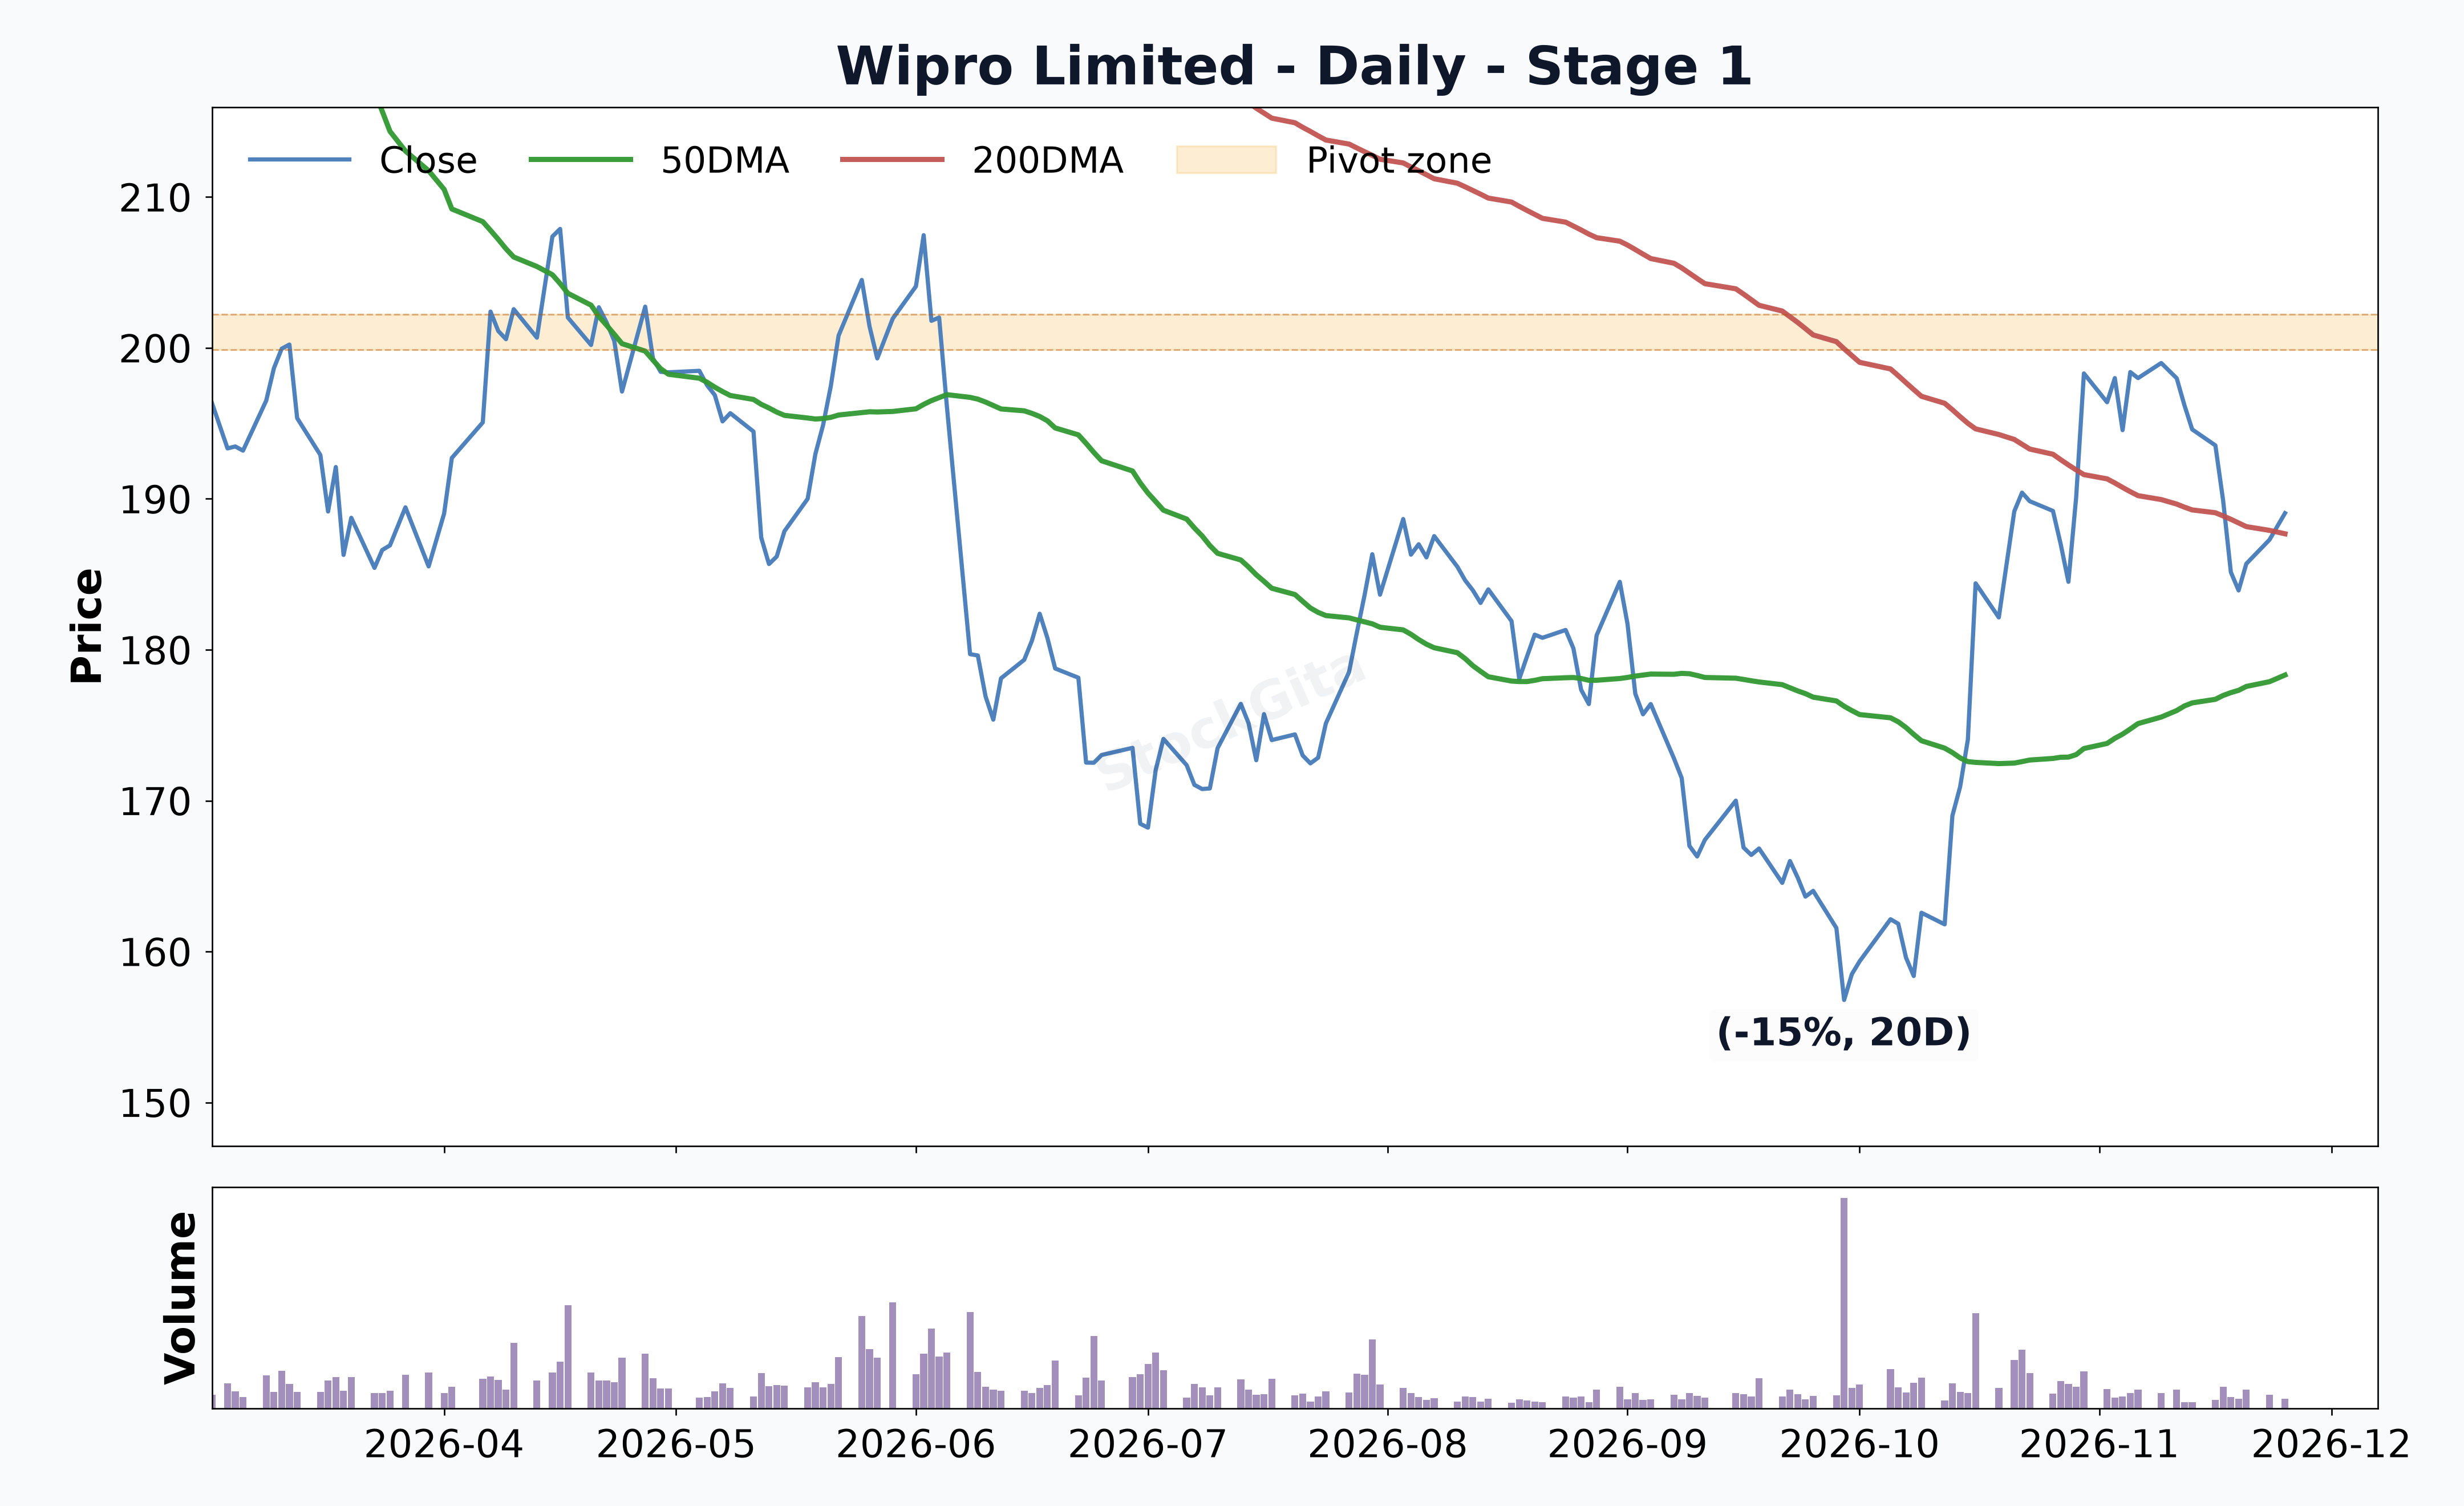 Wipro Limited - Daily - Stage 1
Close 50DMA 200DMA Pivot zone
210
200
190
180
170
160
150
Price
StockGita
(-15%, 20D)
Volume
2026-04 2026-05 2026-06 2026-07 2026-08 2026-09 2026-10 2026-11 2026-12